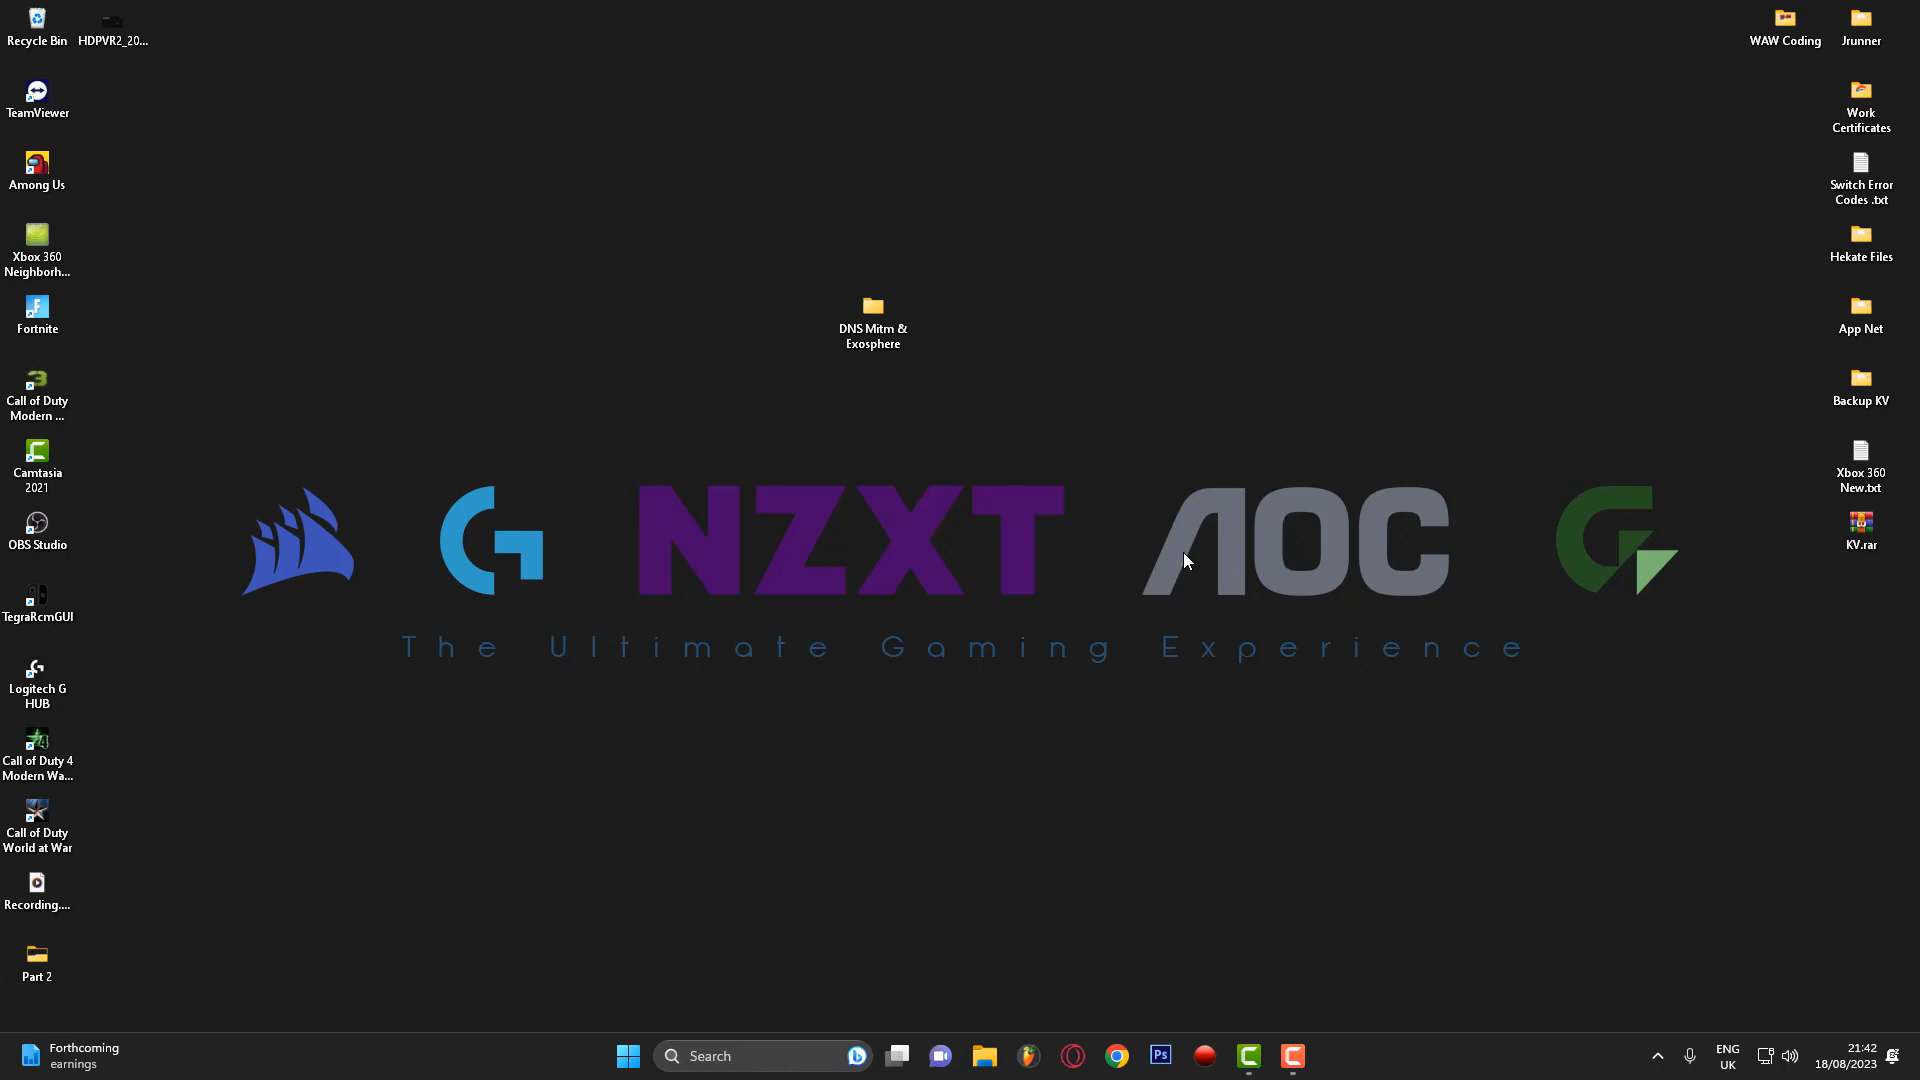 Recycle Bin
HDPVR2_20...
TeamViewer
Among Us
Xbox 360
Neighborh...
Fortnite
Call of Duty
Modern ...
Camtasia
2021
OBS Studio
TegraRcmGUI
Logitech G
HUB
Call of Duty 4
Modern Wa...
Call of Duty
World at War
Recording....
Part 2
DNS Mitm &
Exosphere
NZXT
AOC
The Ultimate Gaming Experience
WAW Coding
Jrunner
Work
Certificates
Switch Error
Codes .txt
Hekate Files
App Net
Backup KV
Xbox 360
New.txt
KV.rar
Forthcoming
earnings
Search
Ps
ENG
UK
21:42
18/08/2023